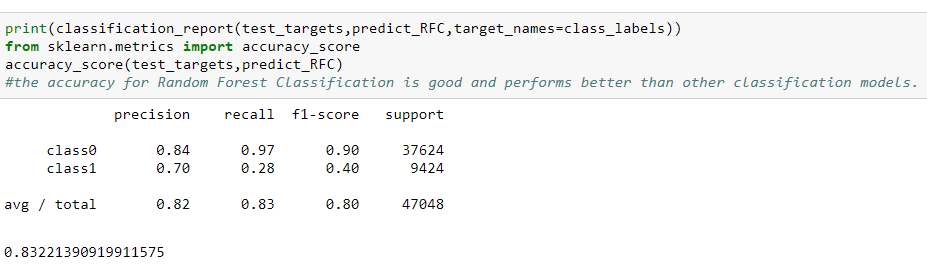 print(classification_report(test_targets,predict_RFC,target_names=class_labels))
from sklearn.metrics import accuracy_score
accuracy_score(test_targets,predict_RFC)
#the accuracy for Random Forest Classification is good and performs better than other classification models.
precision recall f1-score support
class0 0.84 0.97 0.90 37624
class1 0.70 0.28 0.40 9424
avg / total 0.82 0.83 0.80 47048
0.83221390919911575